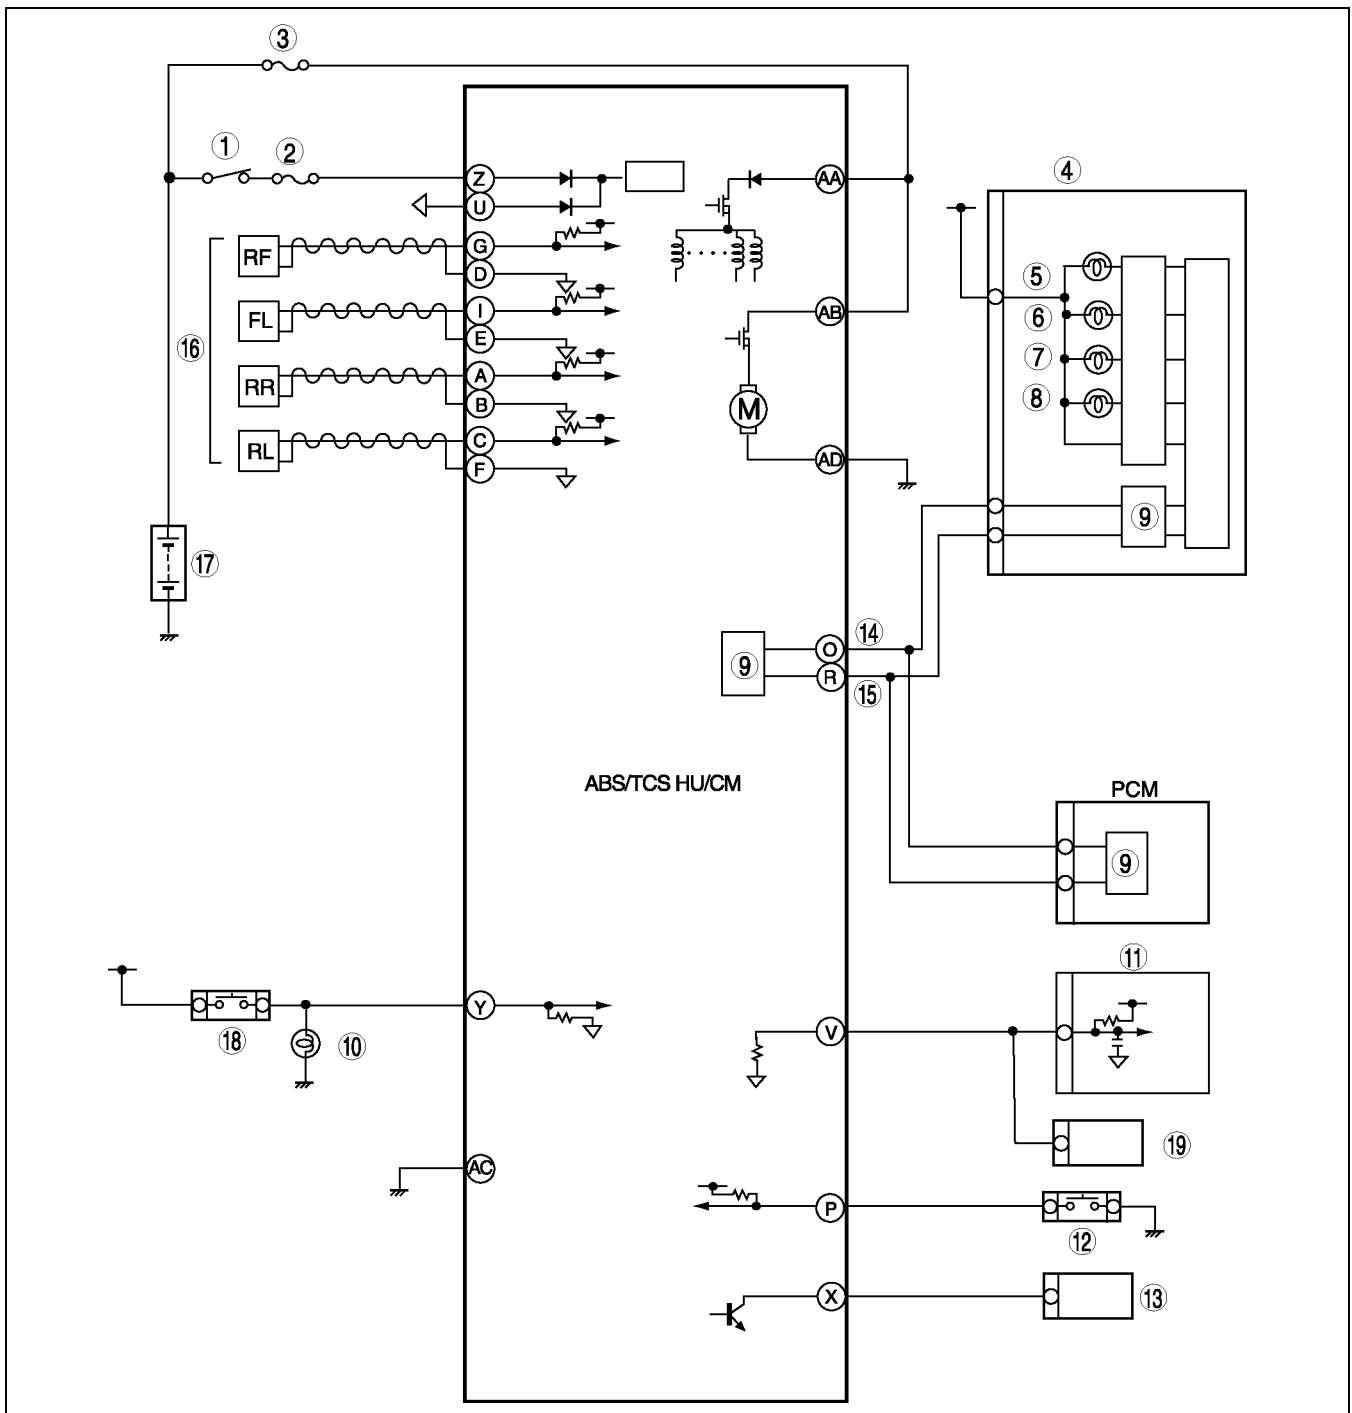 ③
① ② ④
Z AA
U
RF G
D ⑤
FL I AB ⑥
E ⑦
⑯ RR A ⑧
B M
RL C
F AD
⑨
⑰
⑭
⑨ O
R
⑮
ABS/TCS HU/CM
PCM
⑨
⑪
Y
⑱ ⑩ V
⑲
AC
P
⑫
X ⑬